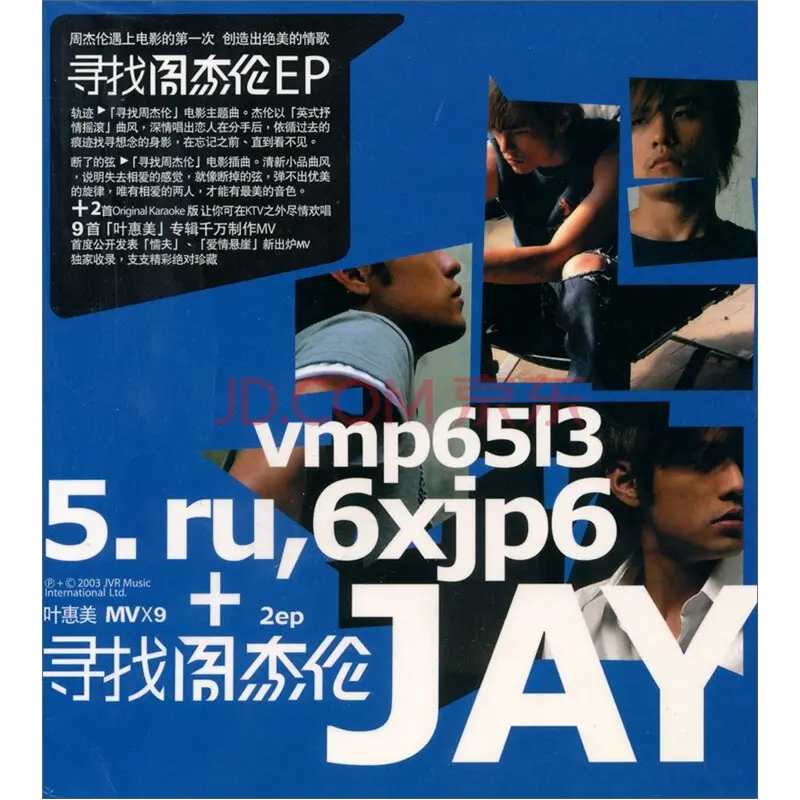 周杰伦遇上电影的第一次 创造出绝美的情歌
寻找周杰伦EP
轨迹▶「寻找周杰伦」电影主题曲。杰伦以「英式抒
情摇滚」曲风，深情唱出恋人在分手后，依循过去的
痕迹找寻想念的身影，在忘记之前、直到看不见。
断了的弦▶「寻找周杰伦」电影插曲。清新小品曲风
，说明失去相爱的感觉，就像断掉的弦，弹不出优美
的旋律，唯有相爱的两人，才能有最美的音色。
+2首Original Karaoke 版 让你可在KTV之外尽情欢唱
9首「叶惠美」专辑千万制作MV
首度公开发表「懦夫」、「爱情悬崖」新出炉MV
独家收录，支支精彩绝对珍藏
JD.COM 京东
vmp65l3
5. ru,6xjp6
℗+© 2003 JVR Music
International Ltd.
+
叶惠美 MVX9 2ep
寻找周杰伦
JAY